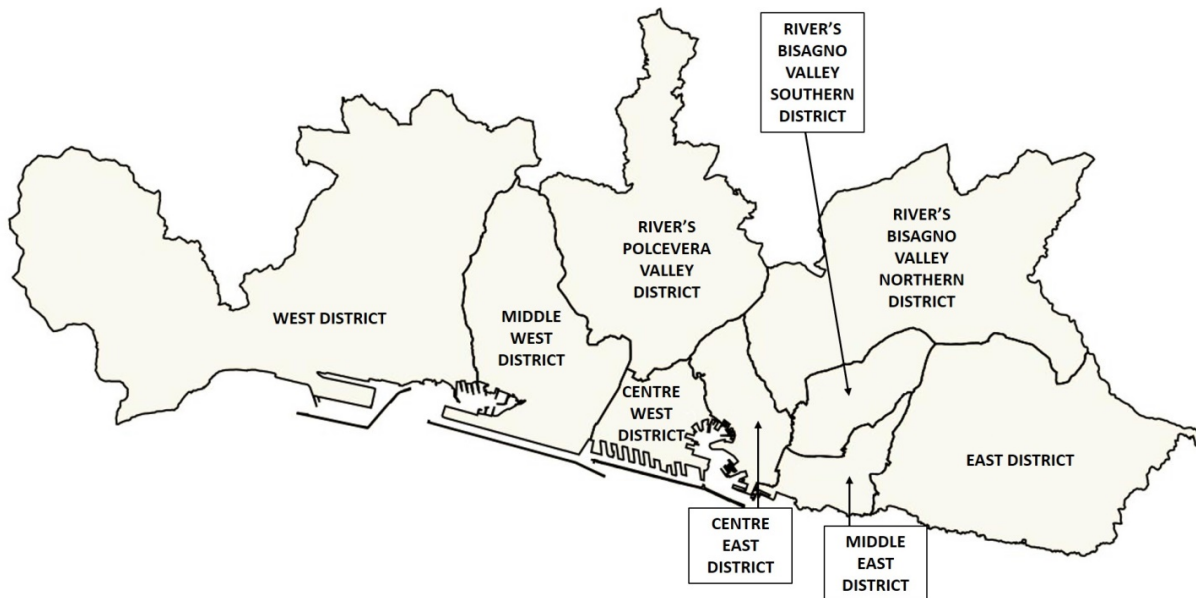 RIVER'S
BISAGNO
VALLEY
SOUTHERN
DISTRICT
RIVER'S
POLCEVERA
VALLEY
DISTRICT
RIVER'S
BISAGNO
VALLEY
NORTHERN
DISTRICT
WEST DISTRICT
MIDDLE
WEST
DISTRICT
CENTRE
WEST
DISTRICT
EAST DISTRICT
CENTRE
EAST
DISTRICT
MIDDLE
EAST
DISTRICT